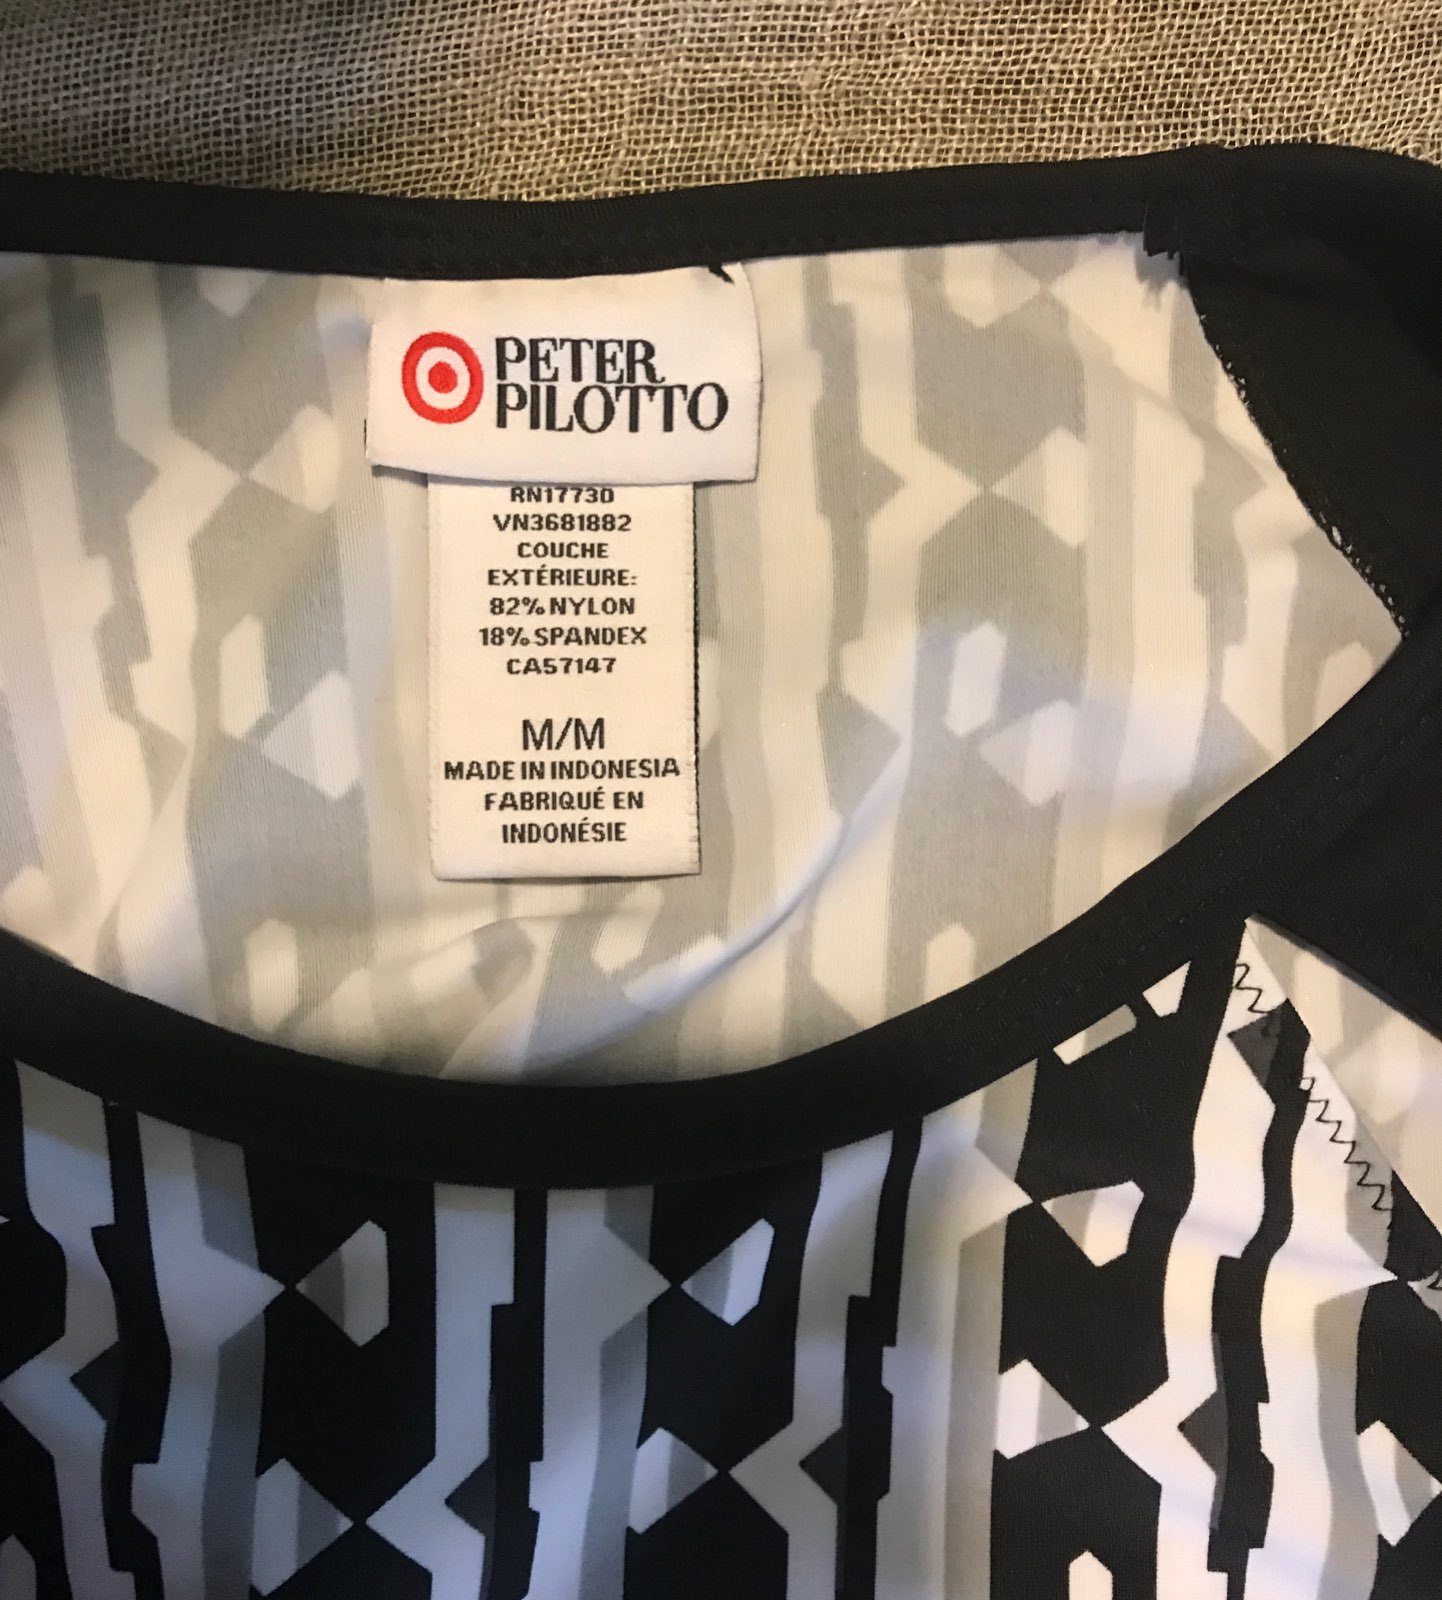 PETER
PILOTTO
RN17730
VN3681882
COUCHE
EXTÉRIEURE:
82% NYLON
18% SPANDEX
CA57147
M/M
MADE IN INDONESIA
FABRIQUÉ EN
INDONÉSIE